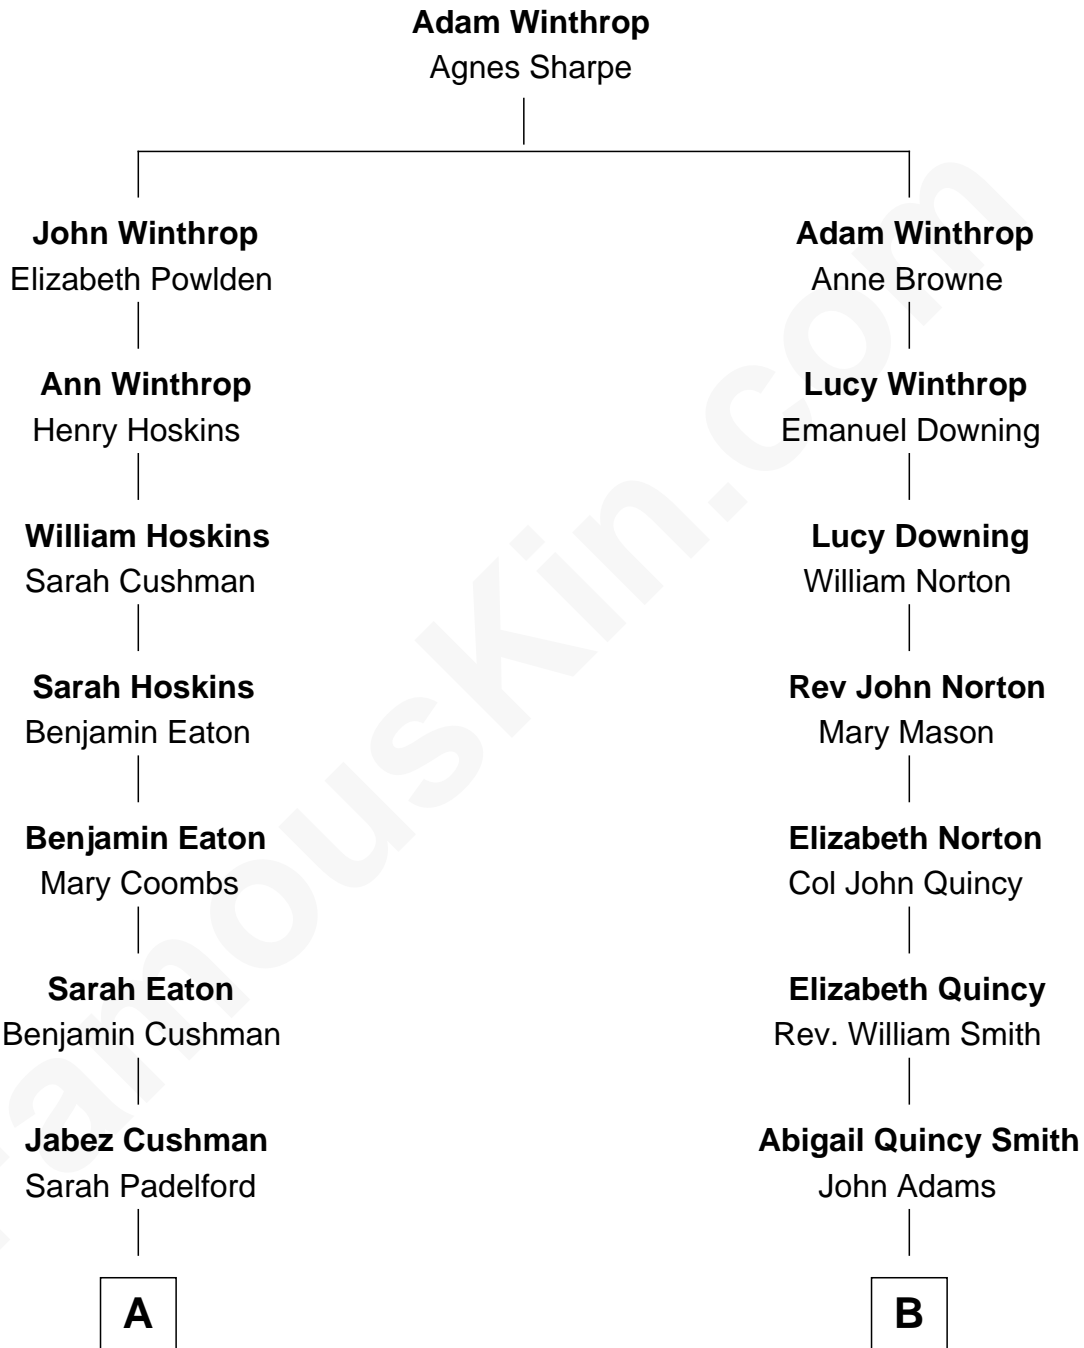 Adam Winthrop
Agnes Sharpe
John Winthrop
Elizabeth Powlden
Ann Winthrop
Henry Hoskins
William Hoskins
Sarah Cushman
Sarah Hoskins
Benjamin Eaton
Benjamin Eaton
Mary Coombs
Sarah Eaton
Benjamin Cushman
Jabez Cushman
Sarah Padelford
A
Adam Winthrop
Anne Browne
Lucy Winthrop
Emanuel Downing
Lucy Downing
William Norton
Rev John Norton
Mary Mason
Elizabeth Norton
Col John Quincy
Elizabeth Quincy
Rev. William Smith
Abigail Quincy Smith
John Adams
B
FamousKin.com